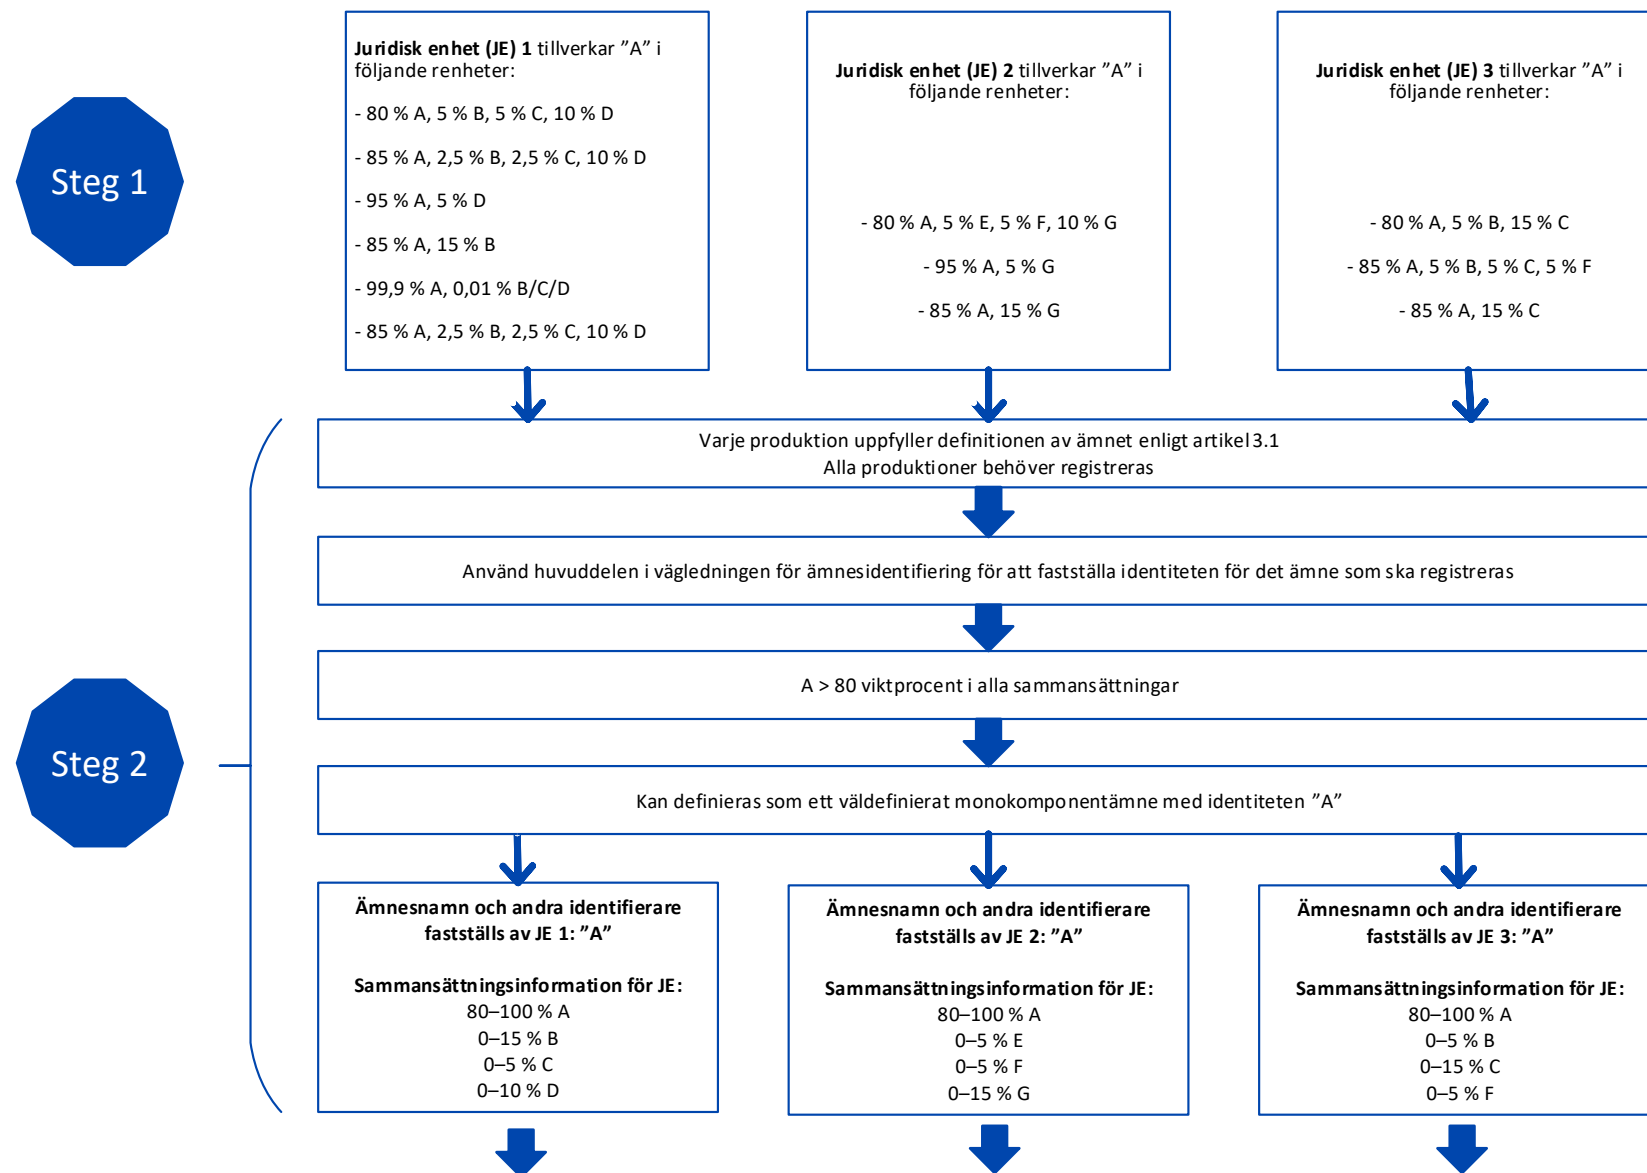 Steg 1
Juridisk enhet (JE) 1 tillverkar ”A” i
följande renheter:
- 80 % A, 5 % B, 5 % C, 10 % D
- 85 % A, 2,5 % B, 2,5 % C, 10 % D
- 95 % A, 5 % D
- 85 % A, 15 % B
- 99,9 % A, 0,01 % B/C/D
- 85 % A, 2,5 % B, 2,5 % C, 10 % D
Juridisk enhet (JE) 2 tillverkar ”A” i
följande renheter:
- 80 % A, 5 % E, 5 % F, 10 % G
- 95 % A, 5 % G
- 85 % A, 15 % G
Juridisk enhet (JE) 3 tillverkar ”A” i
följande renheter:
- 80 % A, 5 % B, 15 % C
- 85 % A, 5 % B, 5 % C, 5 % F
- 85 % A, 15 % C
Steg 2
Varje produktion uppfyller definitionen av ämnet enligt artikel 3.1
Alla produktioner behöver registreras
Använd huvuddelen i vägledningen för ämnesidentifiering för att fastställa identiteten för det ämne som ska registreras
A > 80 viktprocent i alla sammansättningar
Kan definieras som ett väldefinierat monokomponentämne med identiteten ”A”
Ämnesnamn och andra identifierare
fastställs av JE 1: ”A”
Sammansättningsinformation för JE:
80–100 % A
0–15 % B
0–5 % C
0–10 % D
Ämnesnamn och andra identifierare
fastställs av JE 2: ”A”
Sammansättningsinformation för JE:
80–100 % A
0–5 % E
0–5 % F
0–15 % G
Ämnesnamn och andra identifierare
fastställs av JE 3: ”A”
Sammansättningsinformation för JE:
80–100 % A
0–5 % B
0–15 % C
0–5 % F